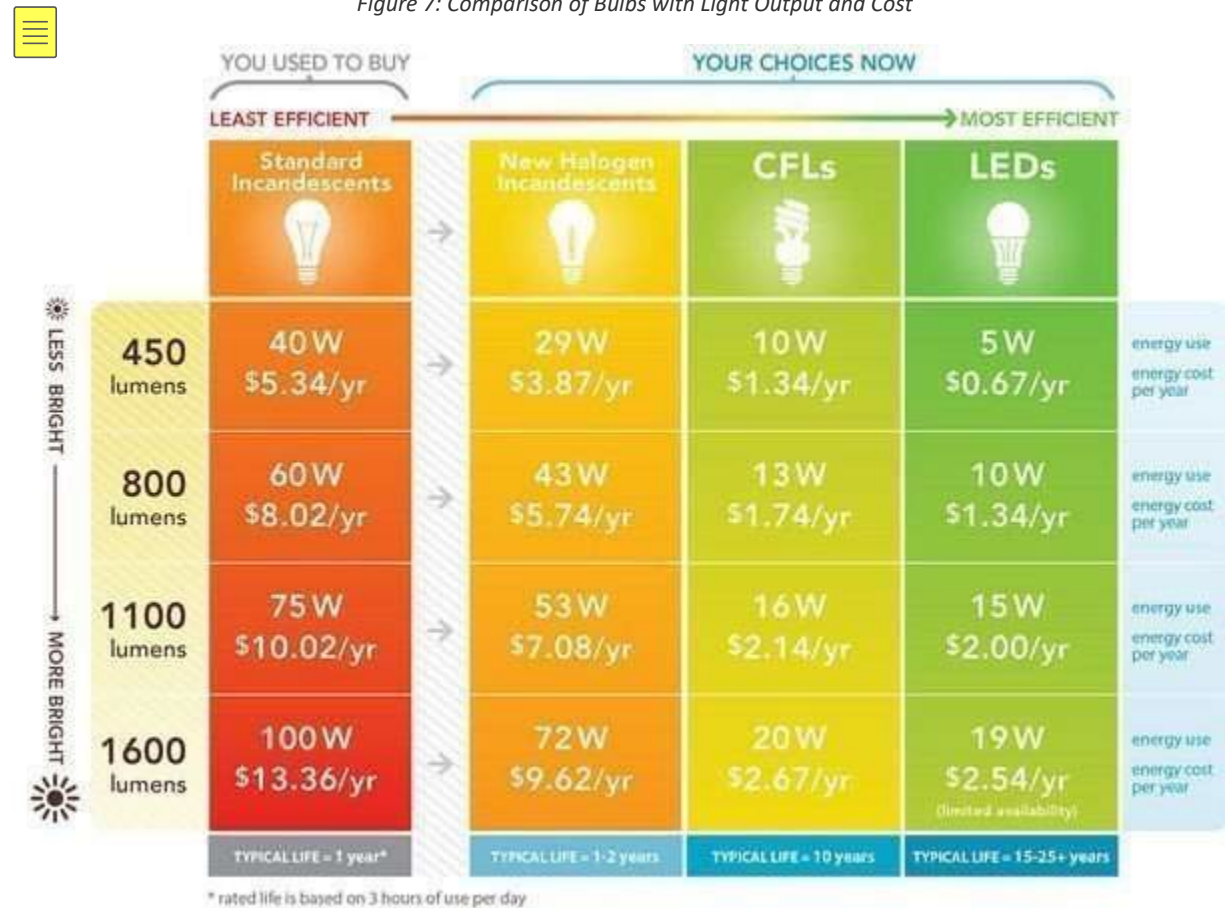 Figure 7: Comparison of Bulbs with Light Output and Cost
YOU USED TO BUY
YOUR CHOICES NOW
LEAST EFFICIENT
MOST EFFICIENT
Standard
Incandescents
New Halogen
Incandescents
CFLs
LEDs
LESS BRIGHT
MORE BRIGHT
450
lumens
40 W
$5.34/yr
29 W
$3.87/yr
10 W
$1.34/yr
5 W
$0.67/yr
energy use
energy cost
per year
800
lumens
60 W
$8.02/yr
43 W
$5.74/yr
13 W
$1.74/yr
10 W
$1.34/yr
energy use
energy cost
per year
1100
lumens
75 W
$10.02/yr
53 W
$7.08/yr
16 W
$2.14/yr
15 W
$2.00/yr
energy use
energy cost
per year
1600
lumens
100 W
$13.36/yr
72 W
$9.62/yr
20 W
$2.67/yr
19 W
$2.54/yr
(limited availability)
energy use
energy cost
per year
TYPICAL LIFE = 1 year*
TYPICAL LIFE = 1-2 years
TYPICAL LIFE = 10 years
TYPICAL LIFE = 15-25+ years
* rated life is based on 3 hours of use per day